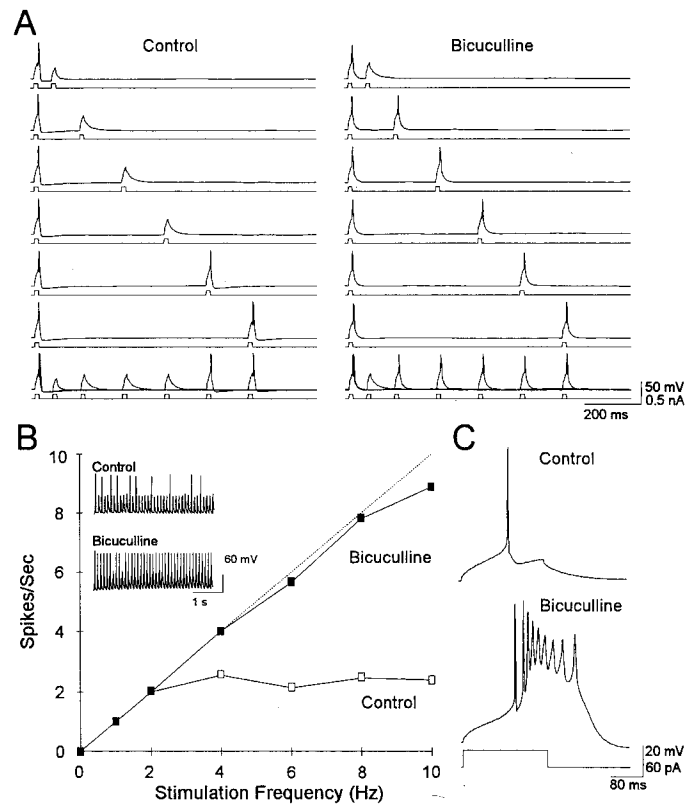 A
Control
Bicuculline
50 mV
0.5 nA
200 ms
B
10
8
6
4
2
0
Spikes/Sec
Control
Bicuculline
60 mV
1 s
Bicuculline
Control
0 2 4 6 8 10
Stimulation Frequency (Hz)
C
Control
Bicuculline
20 mV
60 pA
80 ms